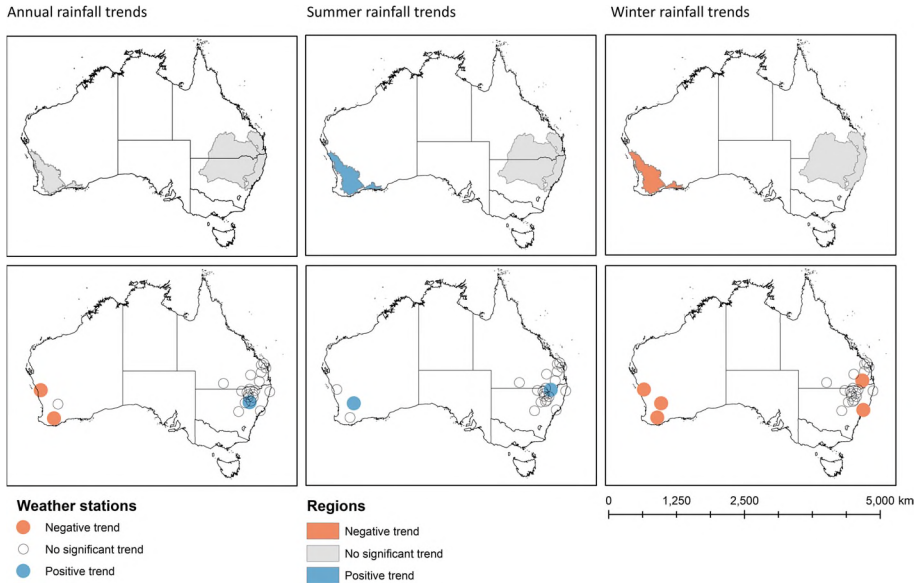 Annual rainfall trends
Summer rainfall trends
Winter rainfall trends
Weather stations
Negative trend
No significant trend
Positive trend
Regions
Negative trend
No significant trend
Positive trend
0 1,250 2,500 5,000 km